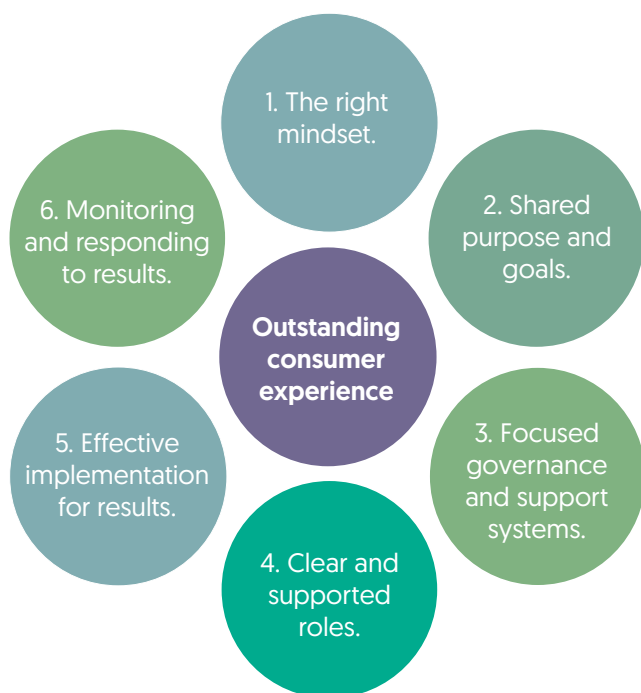 1. The right
mindset.
2. Shared
purpose and
goals.
3. Focused
governance
and support
systems.
4. Clear and
supported
roles.
5. Effective
implementation
for results.
6. Monitoring
and responding
to results.
Outstanding
consumer
experience